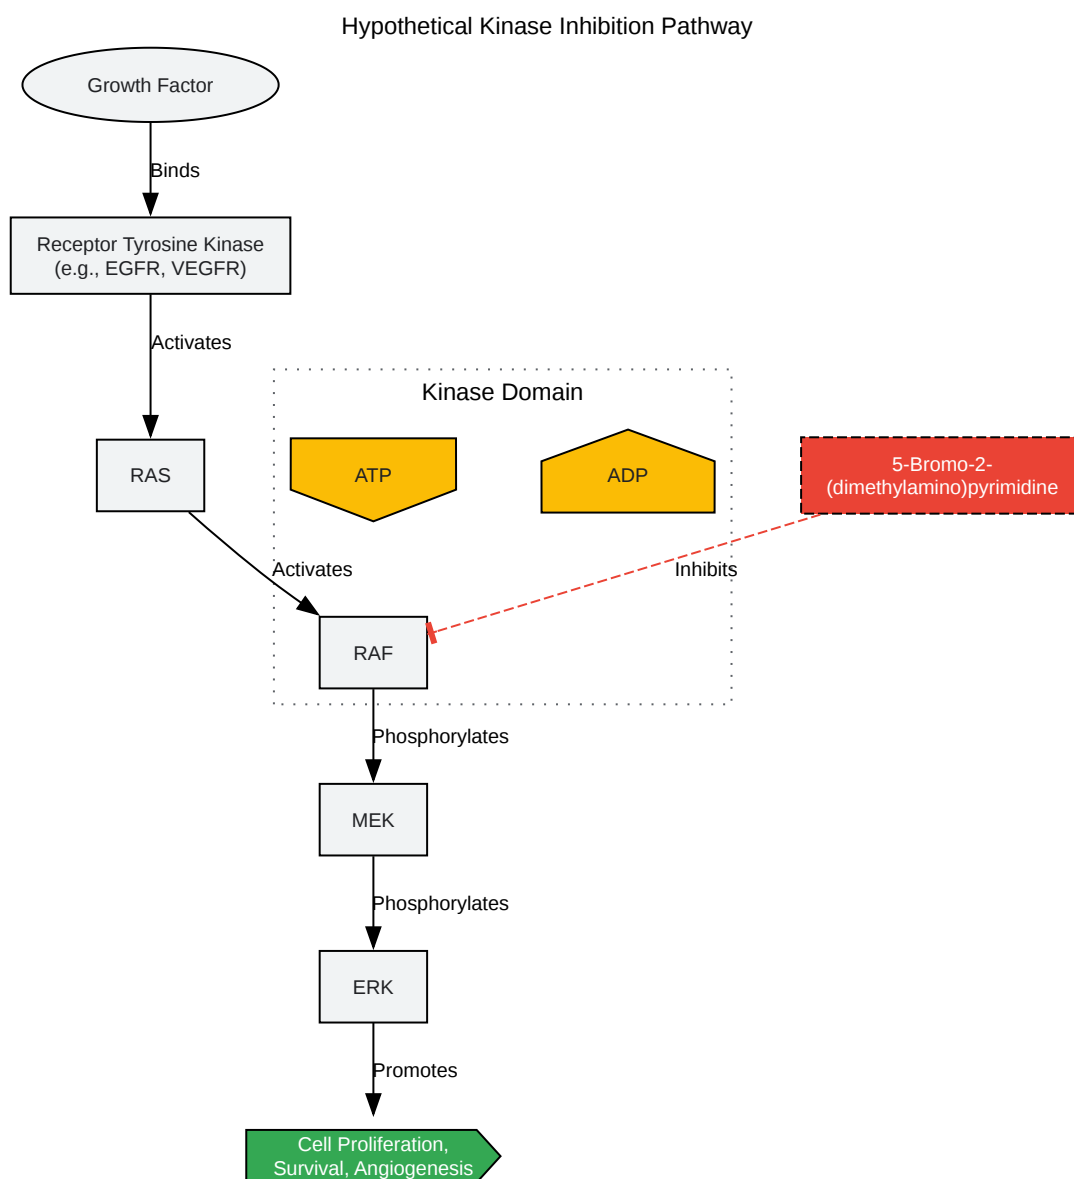 Hypothetical Kinase Inhibition Pathway
Growth Factor
Binds
Receptor Tyrosine Kinase
(e.g., EGFR, VEGFR)
Activates
Kinase Domain
RAS
ATP
ADP
5-Bromo-2-
(dimethylamino)pyrimidine
Activates
Inhibits
RAF
Phosphorylates
MEK
Phosphorylates
ERK
Promotes
Cell Proliferation,
Survival, Angiogenesis